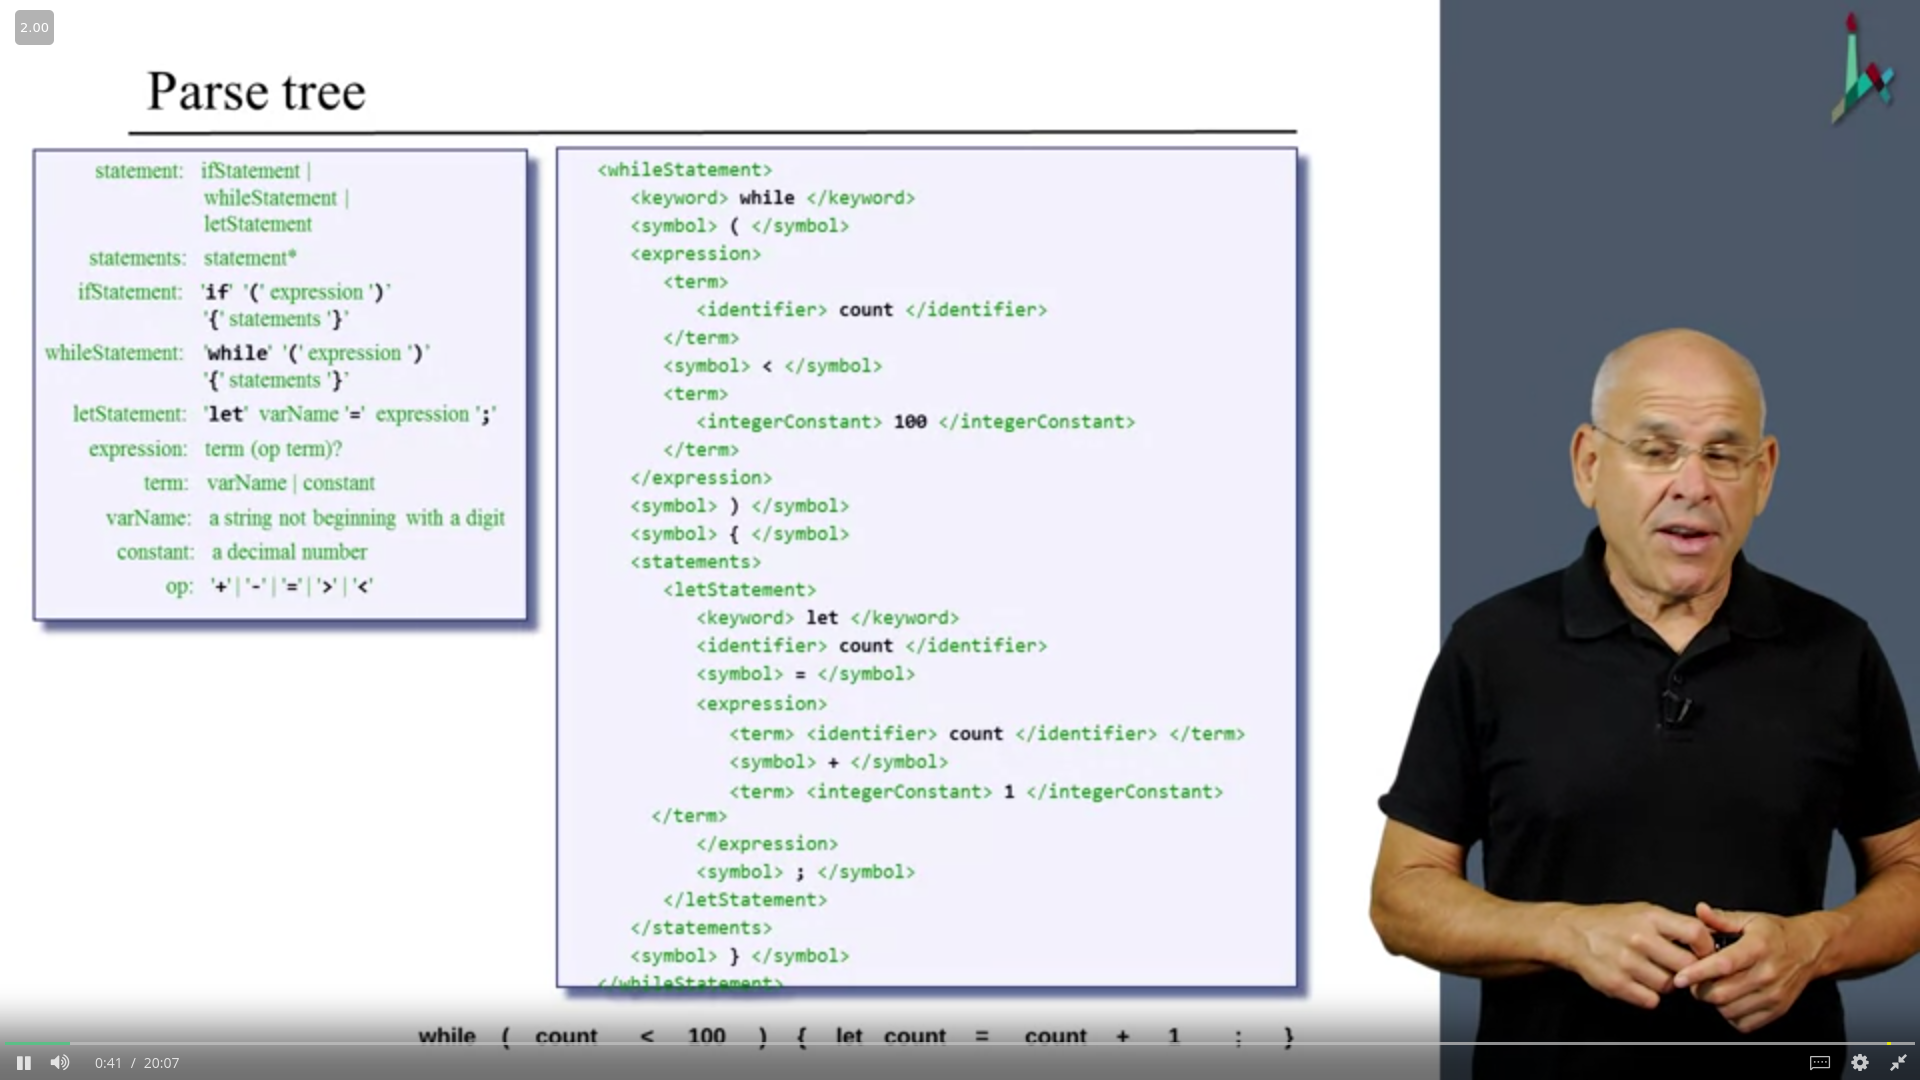 2.00
Parse tree
statement: ifStatement |
whileStatement |
letStatement
statements: statement*
ifStatement: 'if' '(' expression ')'
'{' statements '}'
whileStatement: 'while' '(' expression ')'
'{' statements '}'
letStatement: 'let' varName '=' expression ';'
expression: term (op term)?
term: varName | constant
varName: a string not beginning with a digit
constant: a decimal number
op: '+' | '-' | '=' | '>' | '<'
<whileStatement>
<keyword> while </keyword>
<symbol> ( </symbol>
<expression>
<term>
<identifier> count </identifier>
</term>
<symbol> < </symbol>
<term>
<integerConstant> 100 </integerConstant>
</term>
</expression>
<symbol> ) </symbol>
<symbol> { </symbol>
<statements>
<letStatement>
<keyword> let </keyword>
<identifier> count </identifier>
<symbol> = </symbol>
<expression>
<term> <identifier> count </identifier> </term>
<symbol> + </symbol>
<term> <integerConstant> 1 </integerConstant>
</term>
</expression>
<symbol> ; </symbol>
</letStatement>
</statements>
<symbol> } </symbol>
</whileStatement>
while ( count < 100 ) { let count = count + 1 ; }
0:41 / 20:07